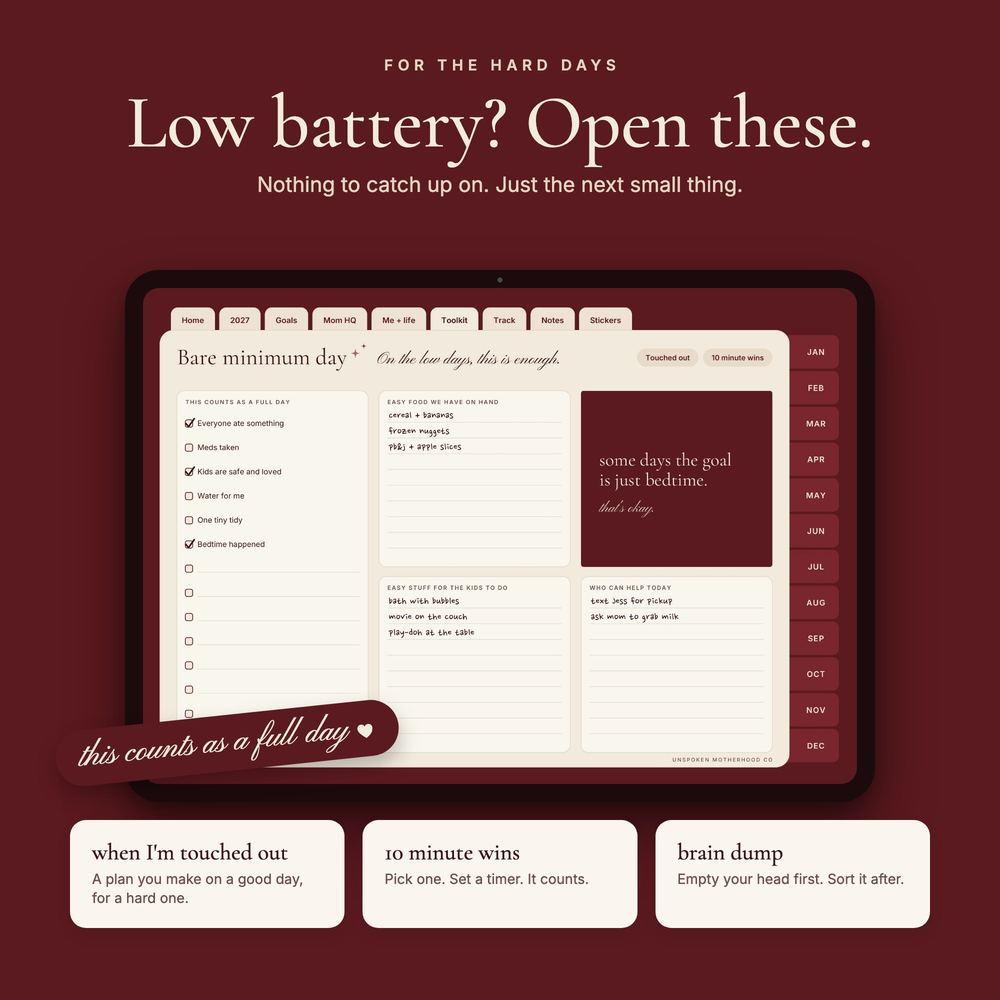 FOR THE HARD DAYS
Low battery? Open these.
Nothing to catch up on. Just the next small thing.
Home
2027
Goals
Mom HQ
Me + life
Toolkit
Track
Notes
Stickers
Bare minimum day
On the low days, this is enough.
Touched out
10 minute wins
THIS COUNTS AS A FULL DAY
Everyone ate something
Meds taken
Kids are safe and loved
Water for me
One tiny tidy
Bedtime happened
EASY FOOD WE HAVE ON HAND
cereal + bananas
frozen nuggets
pb&j + apple slices
some days the goal
is just bedtime.
that's okay.
EASY STUFF FOR THE KIDS TO DO
bath with bubbles
movie on the couch
play-doh at the table
WHO CAN HELP TODAY
text Jess for pickup
ask mom to grab milk
UNSPOKEN MOTHERHOOD CO
JAN
FEB
MAR
APR
MAY
JUN
JUL
AUG
SEP
OCT
NOV
DEC
this counts as a full day
when I'm touched out
A plan you make on a good day,
for a hard one.
10 minute wins
Pick one. Set a timer. It counts.
brain dump
Empty your head first. Sort it after.